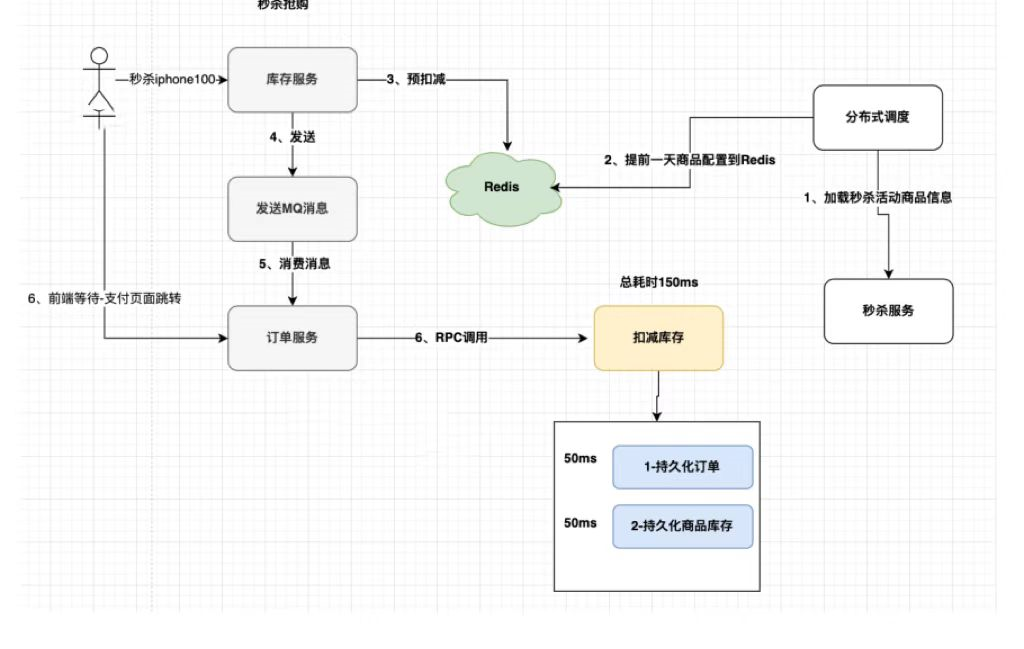 秒杀抢购
秒杀iphone100
库存服务
3、预扣减
分布式调度
4、发送
2、提前一天商品配置到Redis
Redis
1、加载秒杀活动商品信息
发送MQ消息
5、消费消息
总耗时150ms
6、前端等待-支付页面跳转
秒杀服务
订单服务
6、RPC调用
扣减库存
50ms
1-持久化订单
50ms
2-持久化商品库存